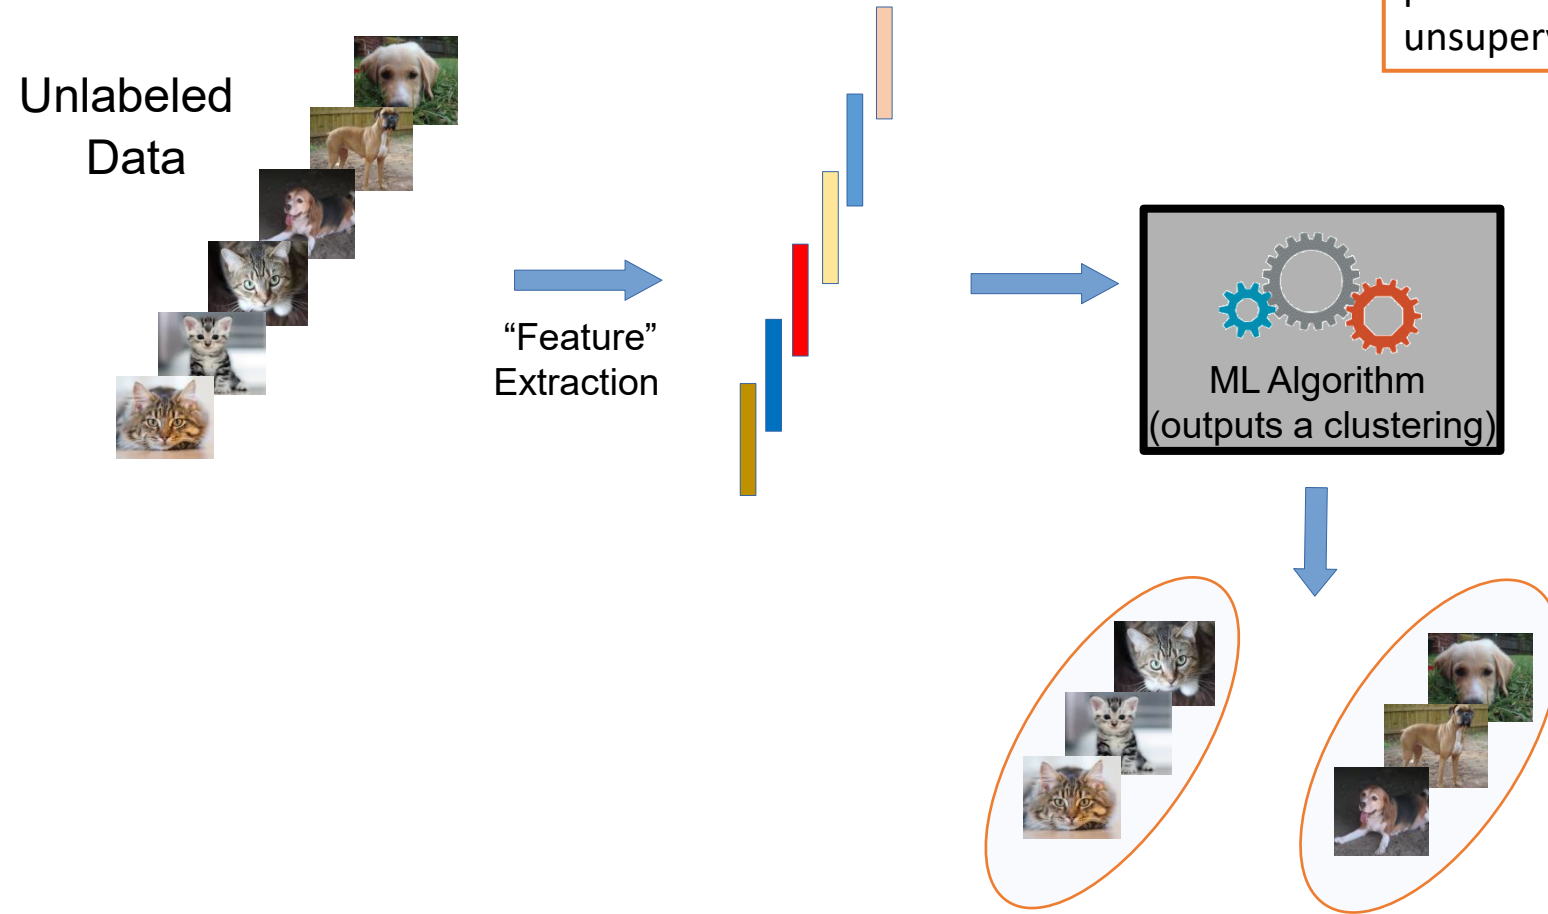 Unlabeled
Data
“Feature”
Extraction
ML Algorithm
(outputs a clustering)